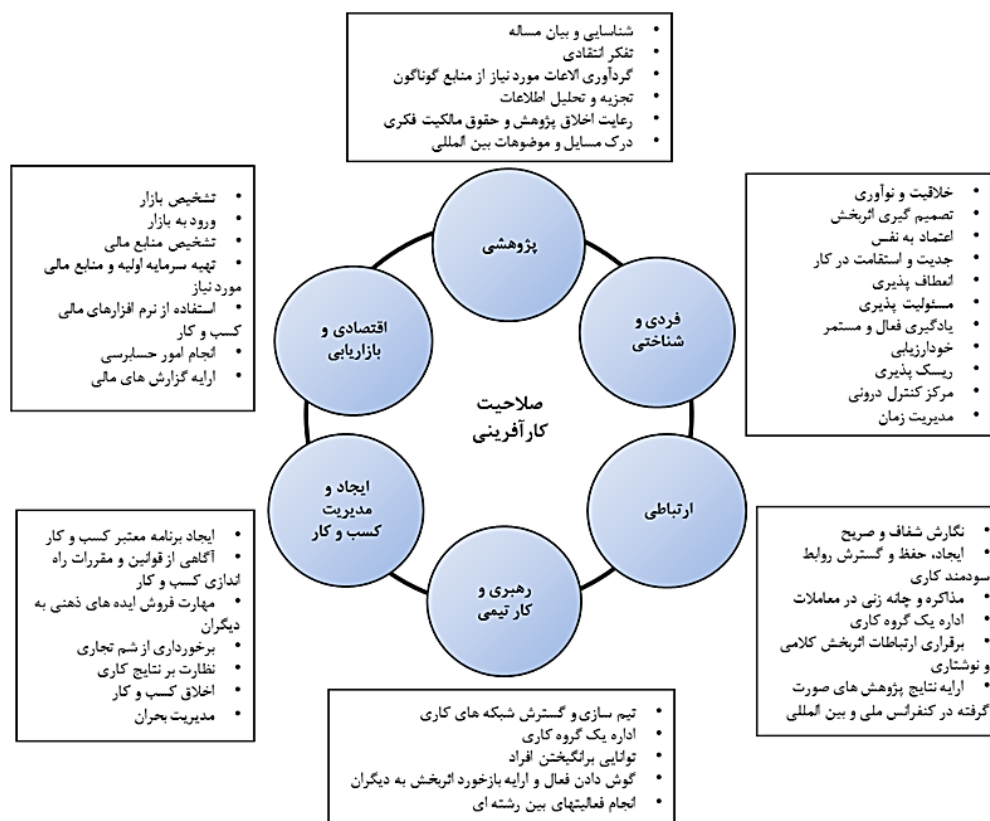 شناسایی و بیان مساله
تفکر انتقادی
گردآوری الاعات مورد نیاز از منابع گوناگون
تجزیه و تحلیل اطلاعات
رعایت اخلاق پژوهش و حقوق مالکیت فکری
درک مسایل و موضوهات بین المللی
پژوهشی
خلاقیت و نوآوری
تصمیم گیری اثربخش
اعتماد به نفس
جدیت و استقامت در کار
انعطاف پذیری
مسئولیت پذیری
یادگیری فعال و مستمر
خودارزیابی
ریسک پذیری
مرکز کنترل درونی
مدیریت زمان
فردی و
شناختی
نگارش شفاف و صریح
ایجاد، حفظ و گسترش روابط
سودمند کاری
مذاکره و چانه زنی در معاملات
اداره یک گروه کاری
برقراری ارتباطات اثربخش کلامی
و نوشتاری
ارایه نتایج پژوهش های صورت
گرفته در کنفرانس ملی و بین المللی
ارتباطی
رهبری و
کار تیمی
تیم سازی و گسترش شبکه های کاری
اداره یک گروه کاری
توانایی برانگیختن افراد
گوش دادن فعال و ارایه بازخورد اثربخش به دیگران
انجام فعالیتهای بین رشته ای
ایجاد و
مدیریت
کسب و کار
ایجاد برنامه معتبر کسب و کار
آگاهی از قوانین و مقررات راه
اندازی کسب و کار
مهارت فروش ایده های ذهنی به
دیگران
برخورداری از شم تجاری
نظارت بر نتایج کاری
اخلاق کسب و کار
مدیریت بحران
اقتصادی و
بازاریابی
تشخیص بازار
ورود به بازار
تشخیص منابع مالی
تهیه سرمایه اولیه و منابع مالی
مورد نیاز
استفاده از نرم افزارهای مالی
کسب و کار
انجام امور حسابرسی
ارایه گزارش های مالی
صلاحیت
کارآفرینی